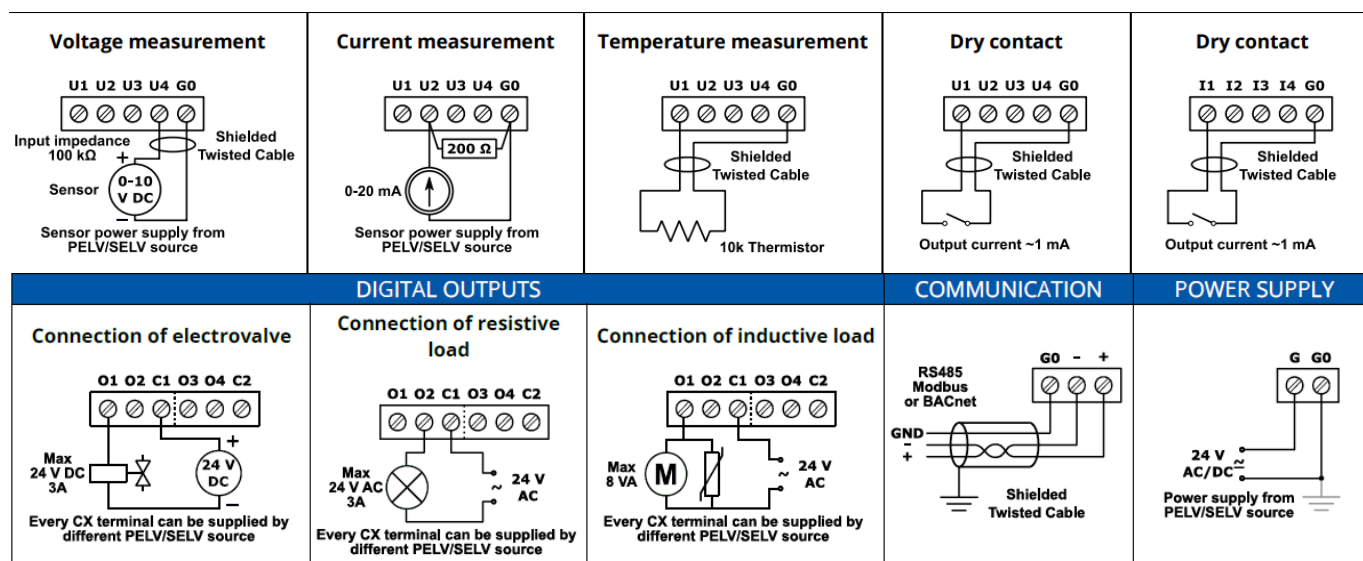 Voltage measurement
U1 U2 U3 U4 G0
Input impedance
100 kΩ
Shielded
Twisted Cable
+
Sensor
0-10
V DC
–
Sensor power supply from
PELV/SELV source
Current measurement
U1 U2 U3 U4 G0
200 Ω
0-20 mA
Sensor power supply from
PELV/SELV source
Temperature measurement
U1 U2 U3 U4 G0
Shielded
Twisted Cable
10k Thermistor
Dry contact
U1 U2 U3 U4 G0
Shielded
Twisted Cable
Output current ~1 mA
Dry contact
I1 I2 I3 I4 G0
Shielded
Twisted Cable
Output current ~1 mA
DIGITAL OUTPUTS
COMMUNICATION
POWER SUPPLY
Connection of electrovalve
O1 O2 C1 O3 O4 C2
Max
24 V DC
3A
+
24 V
DC
–
Every CX terminal can be supplied by
different PELV/SELV source
Connection of resistive
load
O1 O2 C1 O3 O4 C2
Max
24 V AC
3A
24 V
~
AC
Every CX terminal can be supplied by
different PELV/SELV source
Connection of inductive load
O1 O2 C1 O3 O4 C2
Max
8 VA
M
24 V
~
AC
Every CX terminal can be supplied by
different PELV/SELV source
G0 - +
RS485
Modbus
or BACnet
GND
-
+
Shielded
Twisted Cable
G G0
24 V
AC/DC
Power supply from
PELV/SELV source